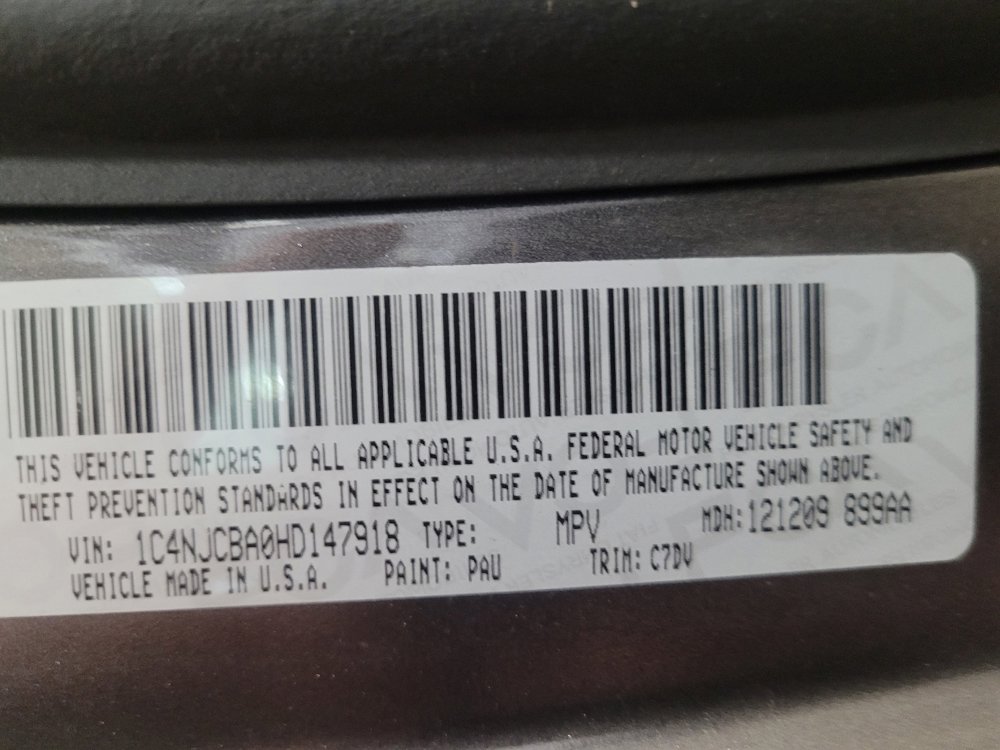 THIS VEHICLE CONFORMS TO ALL APPLICABLE U.S.A. FEDERAL MOTOR VEHICLE SAFETY AND
THEFT PREVENTION STANDARDS IN EFFECT ON THE DATE OF MANUFACTURE SHOWN ABOVE.
VIN: 1C4NJCBA0HD147918 TYPE: MPV MDH:121209 899AA
VEHICLE MADE IN U.S.A. PAINT: PAU TRIM: C7DV